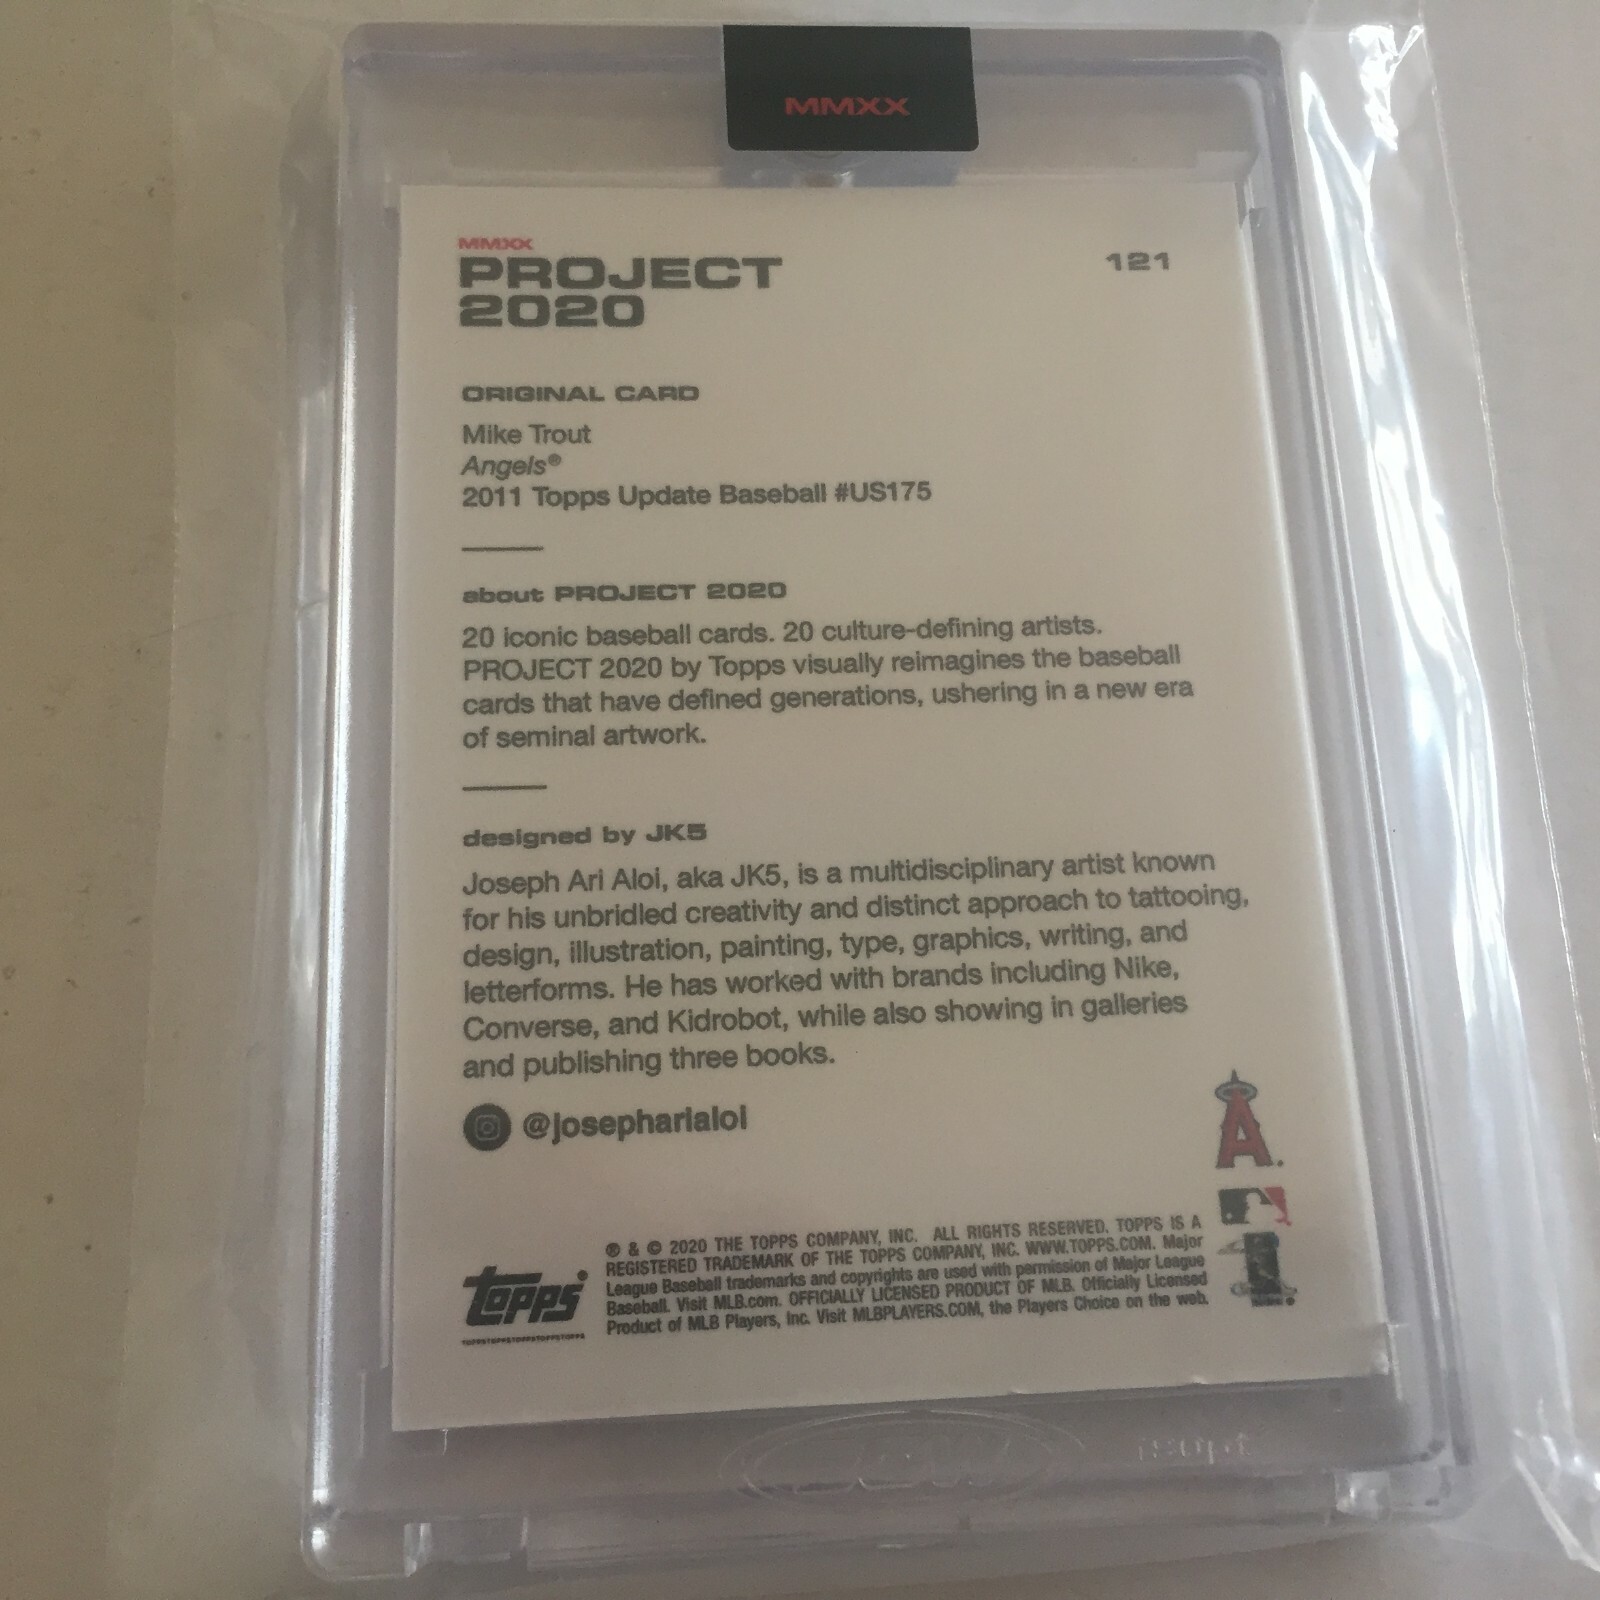 MMXX
MMXX
PROJECT
2020
121
ORIGINAL CARD
Mike Trout
Angels®
2011 Topps Update Baseball #US175
about PROJECT 2020
20 iconic baseball cards. 20 culture-defining artists.
PROJECT 2020 by Topps visually reimagines the baseball
cards that have defined generations, ushering in a new era
of seminal artwork.
designed by JK5
Joseph Ari Aloi, aka JK5, is a multidisciplinary artist known
for his unbridled creativity and distinct approach to tattooing,
design, illustration, painting, type, graphics, writing, and
letterforms. He has worked with brands including Nike,
Converse, and Kidrobot, while also showing in galleries
and publishing three books.
@josepharialoi
® & © 2020 THE TOPPS COMPANY, INC. ALL RIGHTS RESERVED. TOPPS IS A
REGISTERED TRADEMARK OF THE TOPPS COMPANY, INC. WWW.TOPPS.COM. Major
League Baseball trademarks and copyrights are used with permission of Major League
Baseball. Visit MLB.com. OFFICIALLY LICENSED PRODUCT OF MLB. Officially Licensed
Product of MLB Players, Inc. Visit MLBPLAYERS.COM, the Players Choice on the web.
topps®
TOPPSTOPPSTOPPSTOPPSTOPPS
A